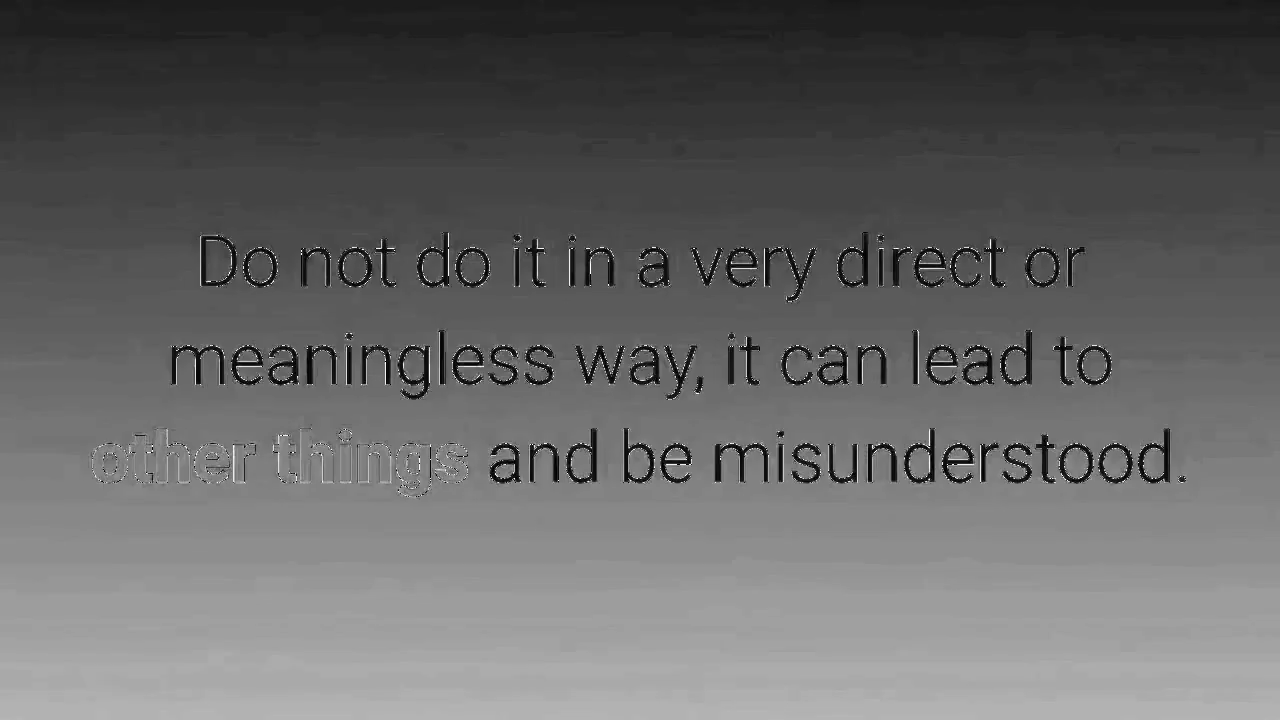 Do not do it in a very direct or
meaningless way, it can lead to
other things and be misunderstood.